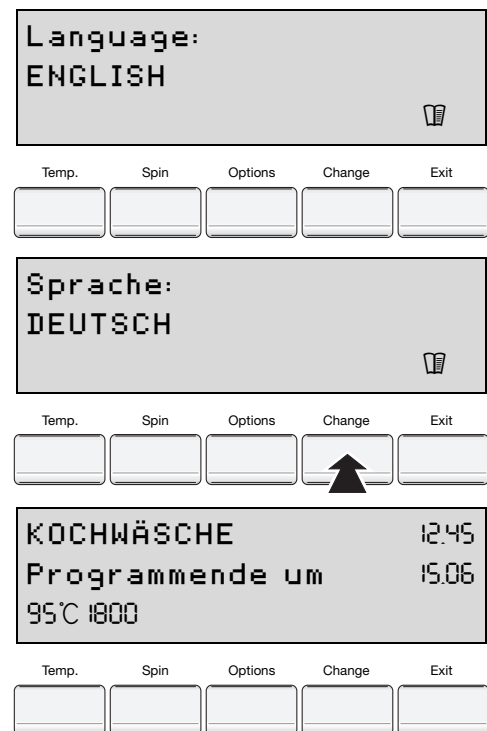 Language:
ENGLISH
Temp. Spin Options Change Exit
Sprache:
DEUTSCH
Temp. Spin Options Change Exit
KOCHWÄSCHE 12.45
Programmende um 15.06
95°C 1800
Temp. Spin Options Change Exit